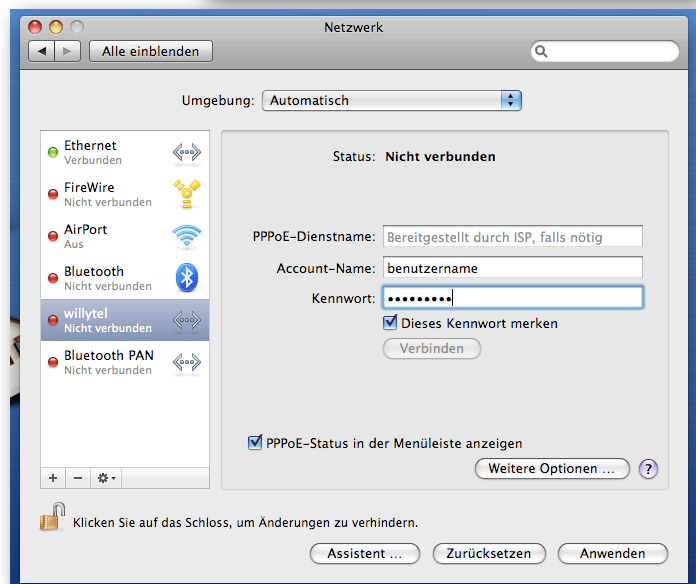 Netzwerk
Alle einblenden
Umgebung: Automatisch
Ethernet
Verbunden
FireWire
Nicht verbunden
AirPort
Aus
Bluetooth
Nicht verbunden
willytel
Nicht verbunden
Bluetooth PAN
Nicht verbunden
Status: Nicht verbunden
PPPoE-Dienstname: Bereitgestellt durch ISP, falls nötig
Account-Name: benutzername
Kennwort: •••••••••
Dieses Kennwort merken
Verbinden
PPPoE-Status in der Menüleiste anzeigen
Weitere Optionen ... ?
Klicken Sie auf das Schloss, um Änderungen zu verhindern.
Assistent ... Zurücksetzen Anwenden